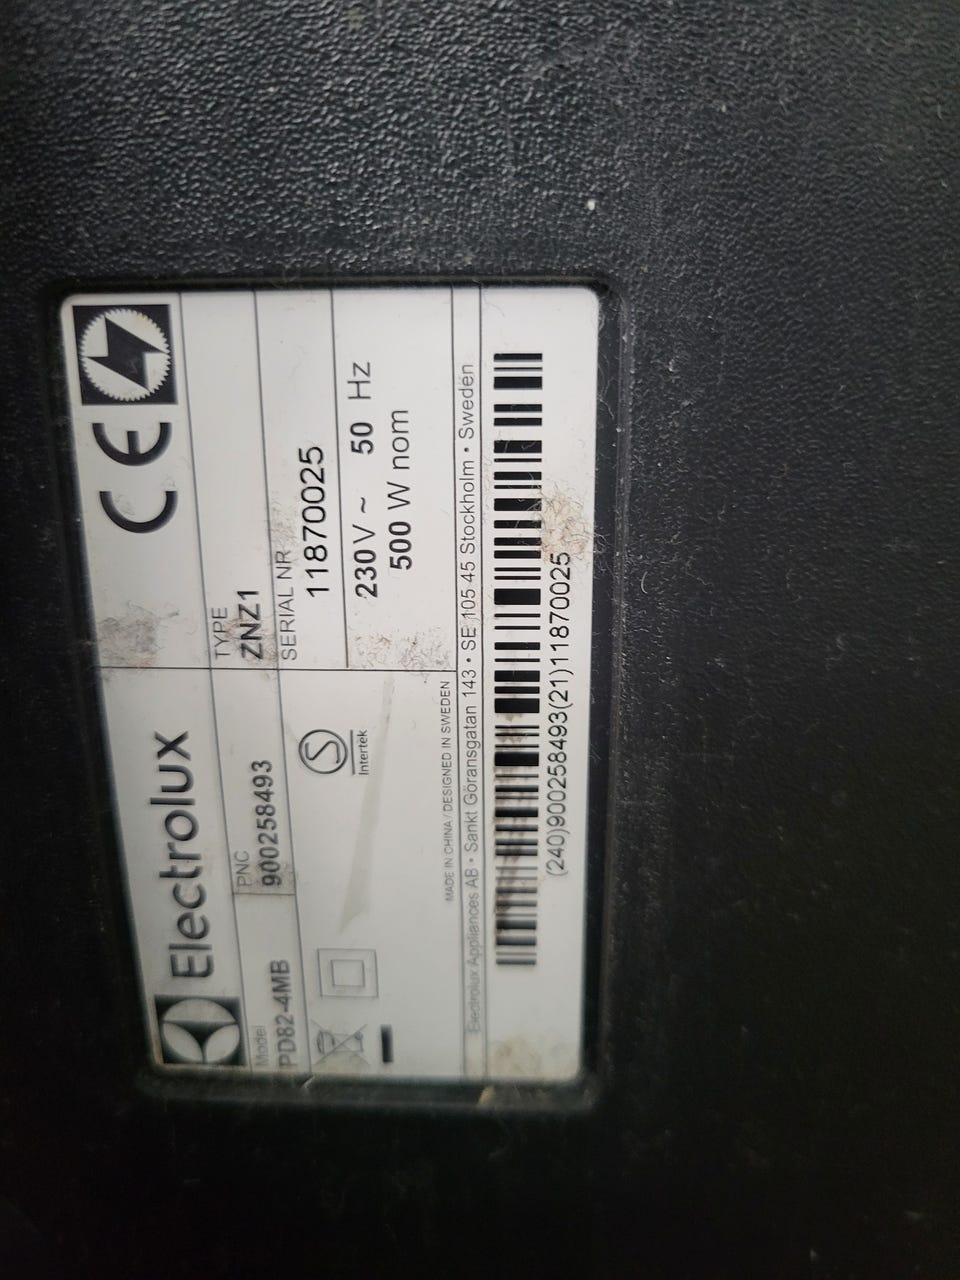 Electrolux
CE
Model
PD82-4MB
PNC
900258493
TYPE
ZNZ1
SERIAL NR
11870025
S
Intertek
230 V ~ 50 Hz
500 W nom
MADE IN CHINA / DESIGNED IN SWEDEN
Electrolux Appliances AB • Sankt Göransgatan 143 • SE 105 45 Stockholm • Sweden
(240)900258493(21)11870025